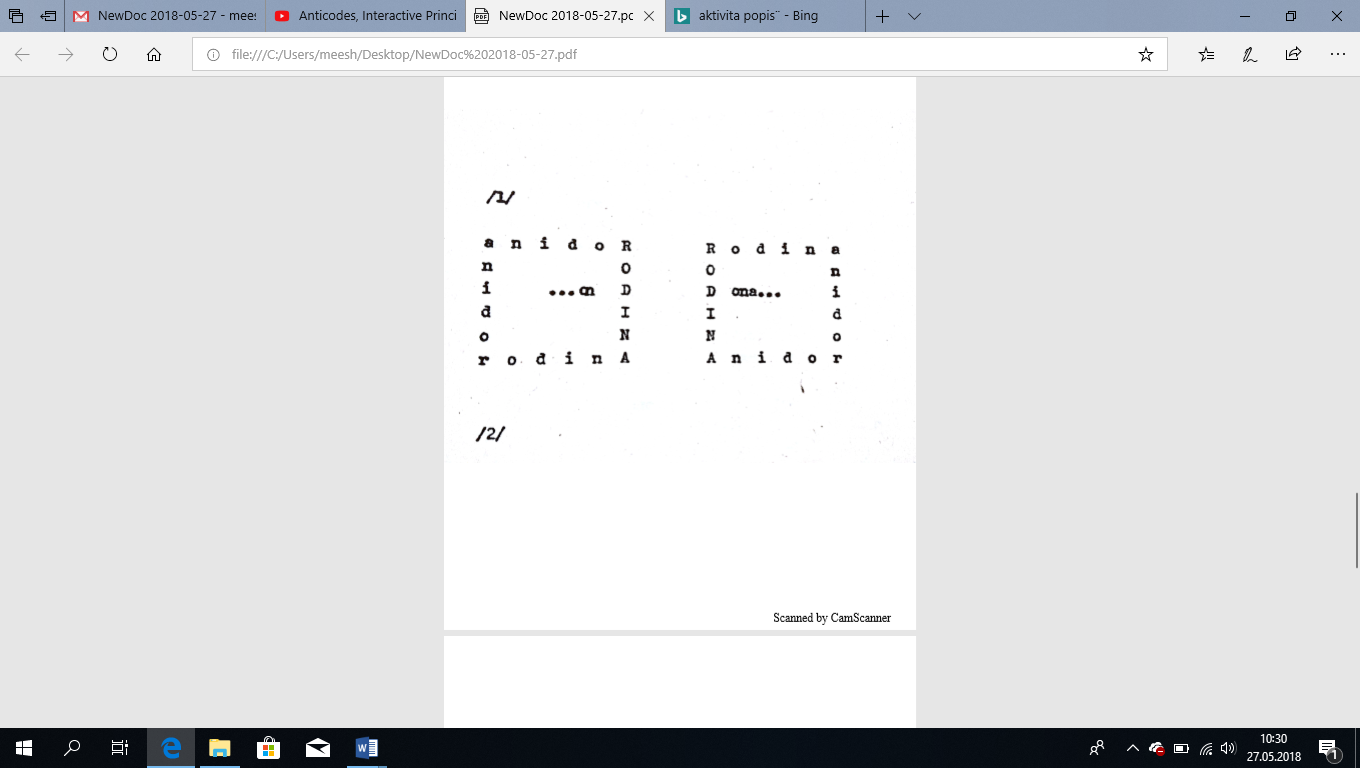 NewDoc 2018-05-27 - mees
Anticodes, Interactive Princi
NewDoc 2018-05-27.pc
aktivita popis¨ - Bing
file:///C:/Users/meesh/Desktop/NewDoc%202018-05-27.pdf
/1/
a n i d o R R o d i n a
n O O n
i ...on D D ona... i
d I I d
o N N o
r o d i n A A n i d o r
/2/
Scanned by CamScanner
10:30
27.05.2018